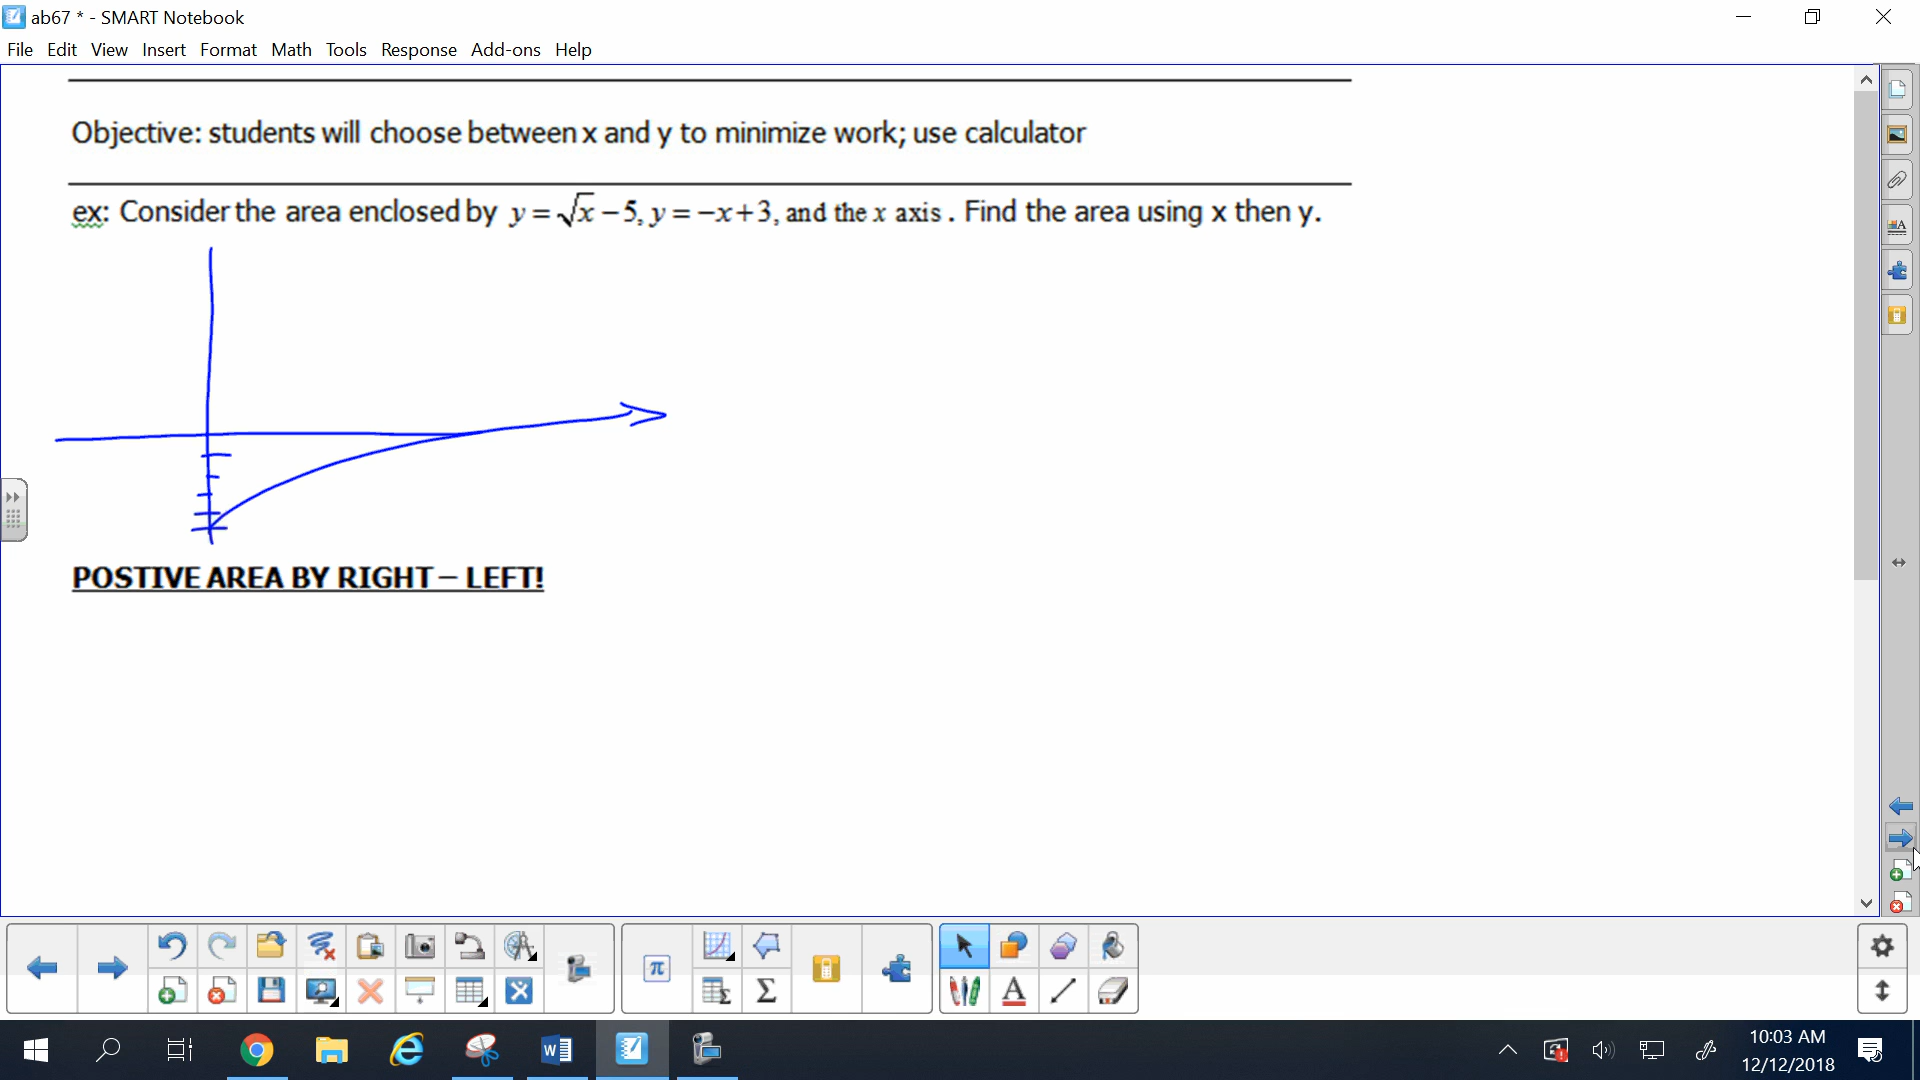 ab67 * - SMART Notebook
File Edit View Insert Format Math Tools Response Add-ons Help
Objective: students will choose between x and y to minimize work; use calculator
ex: Consider the area enclosed by y = √x − 5, y = −x + 3, and the x axis. Find the area using x then y.
POSTIVE AREA BY RIGHT – LEFT!
π
Σ
A
10:03 AM
12/12/2018